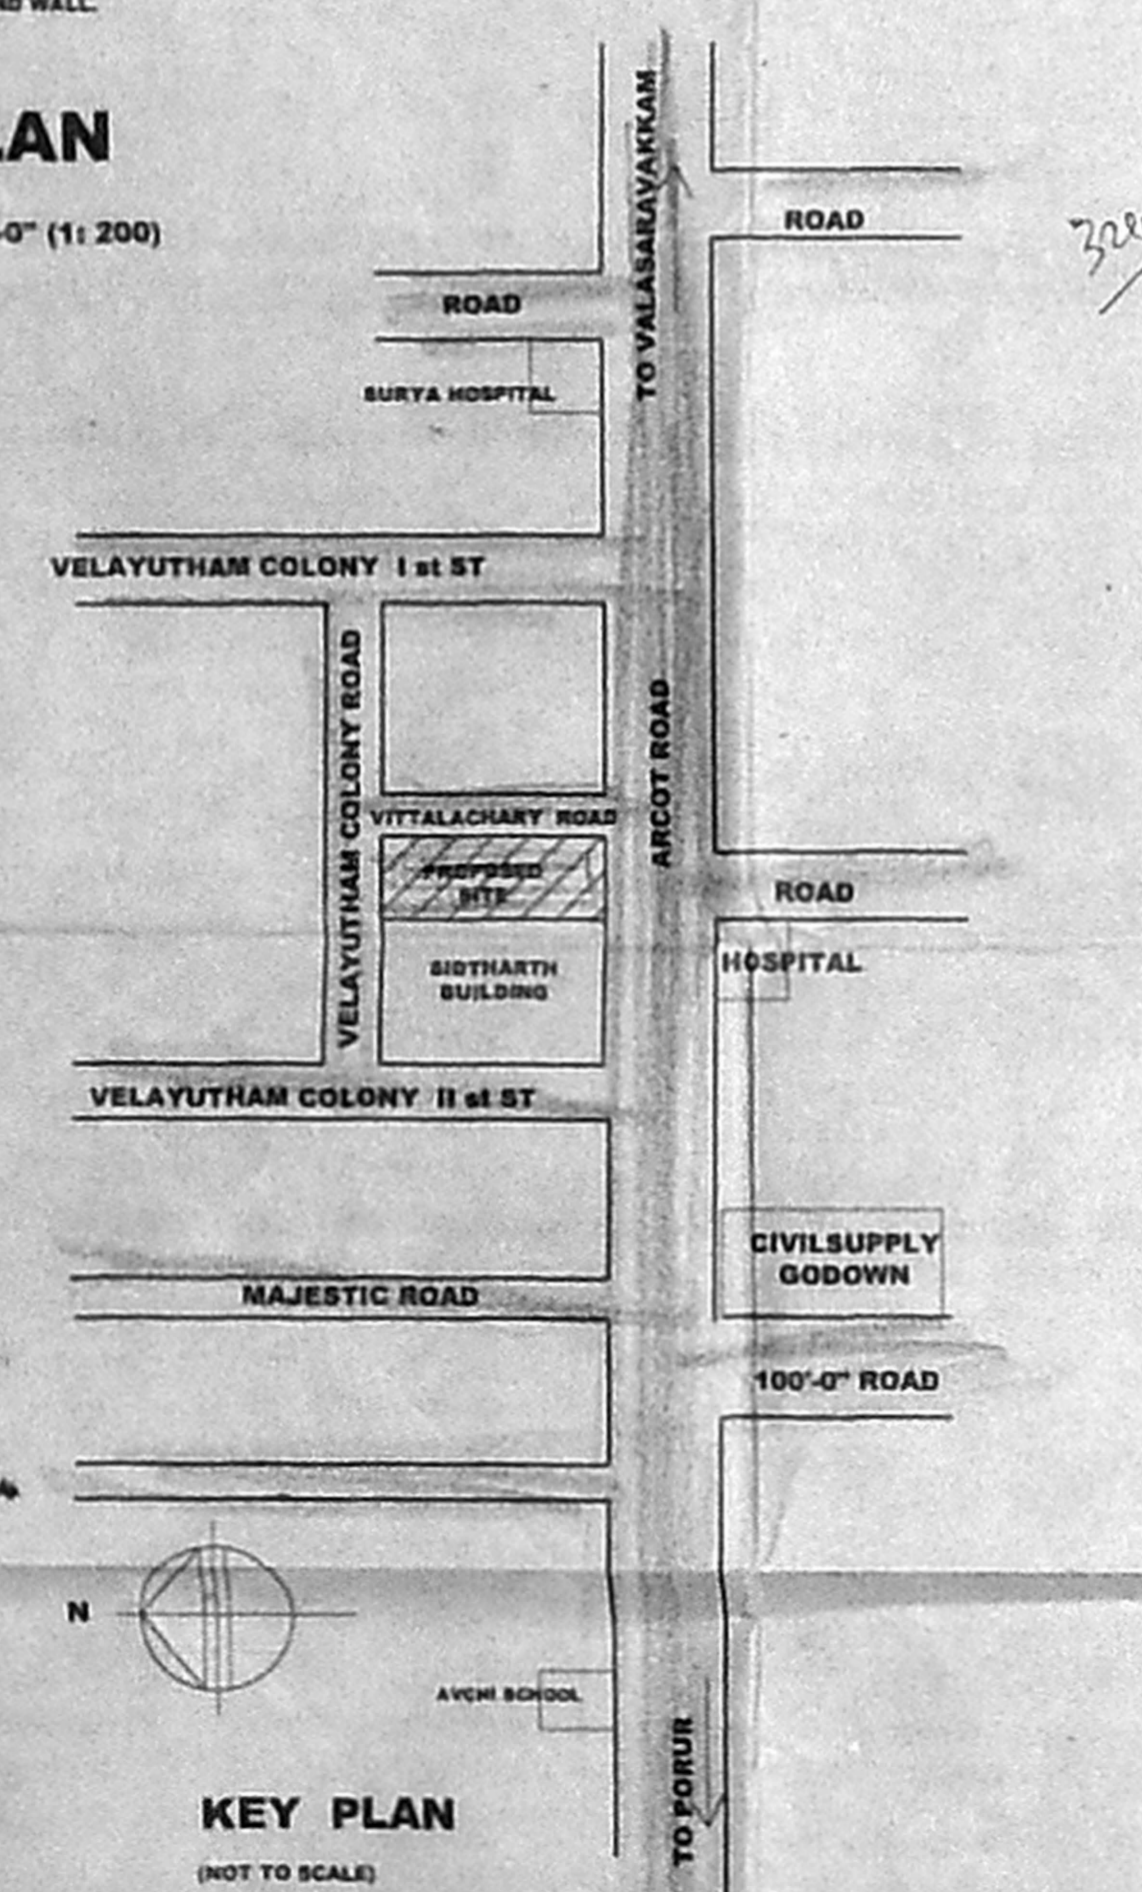 LAN
-0" (1: 200)
TO VALASARAVAKKAM
ROAD
ROAD
SURYA HOSPITAL
VELAYUTHAM COLONY I st ST
VELAYUTHAM COLONY ROAD
ARCOT ROAD
VITTALACHARY ROAD
PROPOSED
SITE
ROAD
HOSPITAL
SIDTHARTH
BUILDING
VELAYUTHAM COLONY II st ST
CIVILSUPPLY
GODOWN
MAJESTIC ROAD
100'-0" ROAD
N
AVCHI SCHOOL
TO PORUR
KEY PLAN
(NOT TO SCALE)